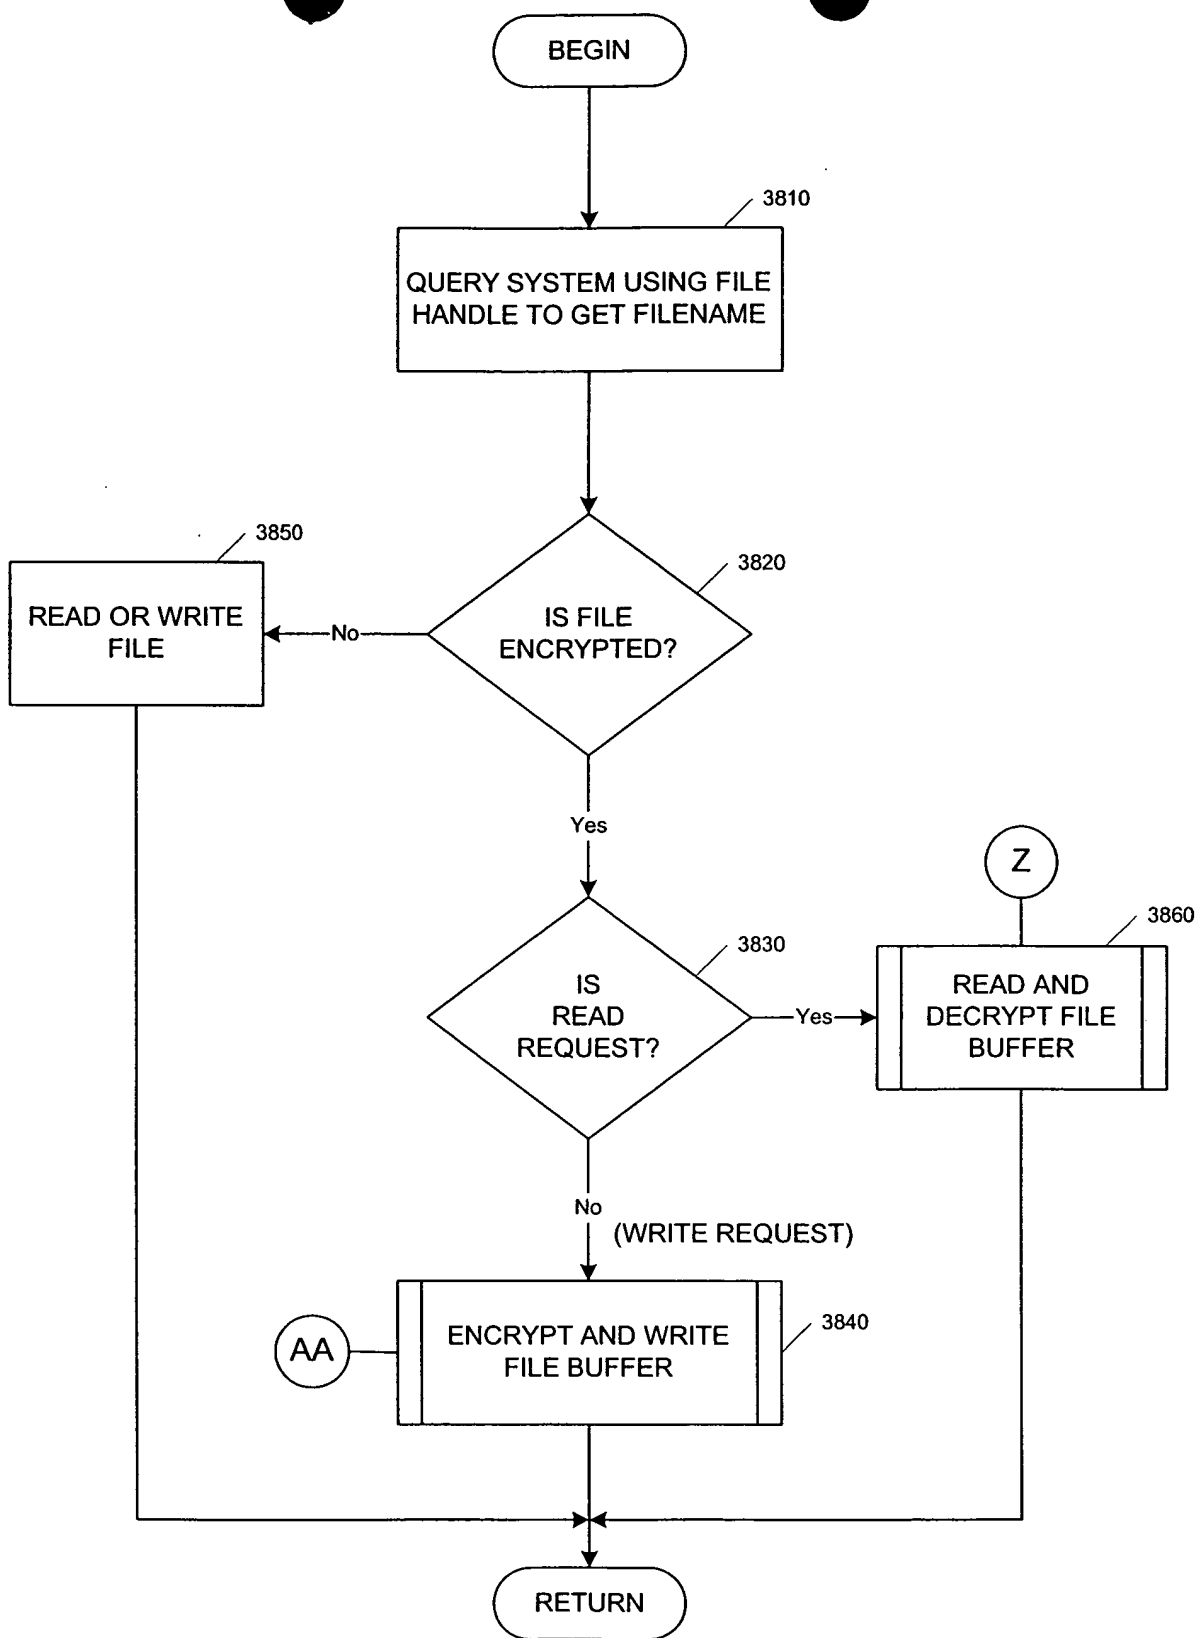 BEGIN
3810
QUERY SYSTEM USING FILE
HANDLE TO GET FILENAME
3850
READ OR WRITE
FILE
No
3820
IS FILE
ENCRYPTED?
Yes
Z
3860
READ AND
DECRYPT FILE
BUFFER
3830
IS
READ
REQUEST?
Yes
No
(WRITE REQUEST)
AA
ENCRYPT AND WRITE
FILE BUFFER
3840
RETURN